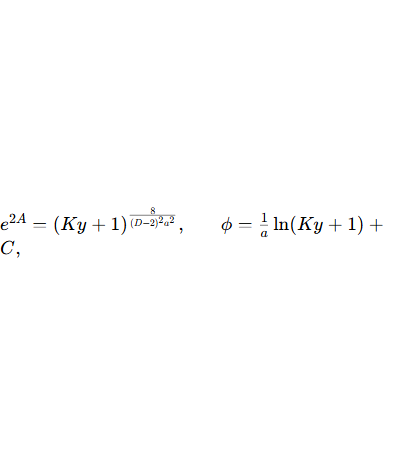 e^{2A} = (Ky + 1)^{\frac{8}{(D-2)^2 a^2}}, \qquad \phi = \frac{1}{a} \ln(Ky + 1) +
C,